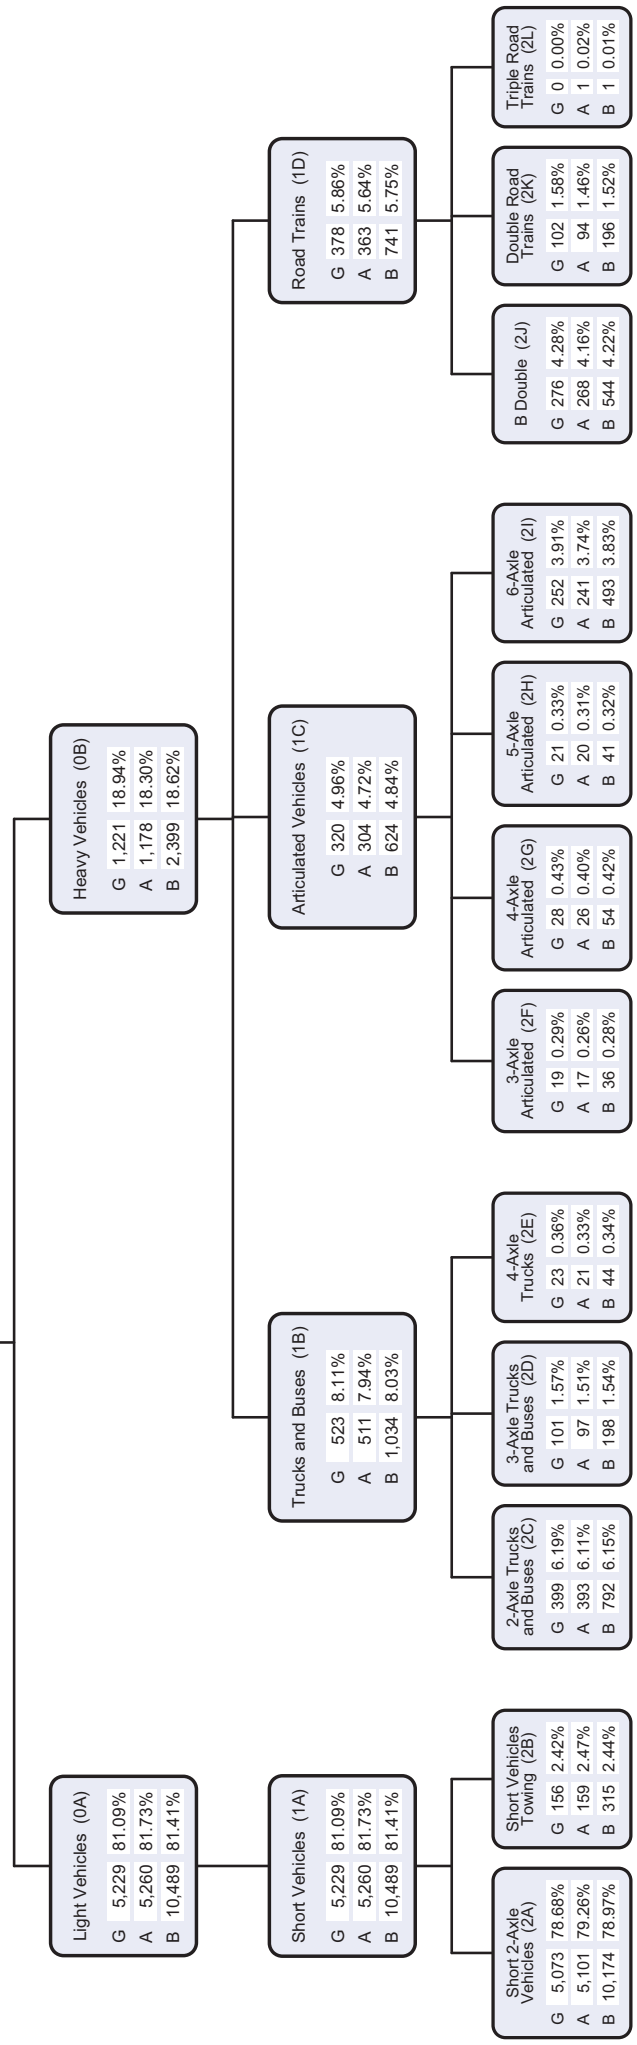 Light Vehicles (0A)
G 5,229 81.09%
A 5,260 81.73%
B 10,489 81.41%
Heavy Vehicles (0B)
G 1,221 18.94%
A 1,178 18.30%
B 2,399 18.62%
Short Vehicles (1A)
G 5,229 81.09%
A 5,260 81.73%
B 10,489 81.41%
Trucks and Buses (1B)
G 523 8.11%
A 511 7.94%
B 1,034 8.03%
Articulated Vehicles (1C)
G 320 4.96%
A 304 4.72%
B 624 4.84%
Road Trains (1D)
G 378 5.86%
A 363 5.64%
B 741 5.75%
Short 2-Axle
Vehicles (2A)
G 5,073 78.68%
A 5,101 79.26%
B 10,174 78.97%
Short Vehicles
Towing (2B)
G 156 2.42%
A 159 2.47%
B 315 2.44%
2-Axle Trucks
and Buses (2C)
G 399 6.19%
A 393 6.11%
B 792 6.15%
3-Axle Trucks
and Buses (2D)
G 101 1.57%
A 97 1.51%
B 198 1.54%
4-Axle
Trucks (2E)
G 23 0.36%
A 21 0.33%
B 44 0.34%
3-Axle
Articulated (2F)
G 19 0.29%
A 17 0.26%
B 36 0.28%
4-Axle
Articulated (2G)
G 28 0.43%
A 26 0.40%
B 54 0.42%
5-Axle
Articulated (2H)
G 21 0.33%
A 20 0.31%
B 41 0.32%
6-Axle
Articulated (2I)
G 252 3.91%
A 241 3.74%
B 493 3.83%
B Double (2J)
G 276 4.28%
A 268 4.16%
B 544 4.22%
Double Road
Trains (2K)
G 102 1.58%
A 94 1.46%
B 196 1.52%
Triple Road
Trains (2L)
G 0 0.00%
A 1 0.02%
B 1 0.01%